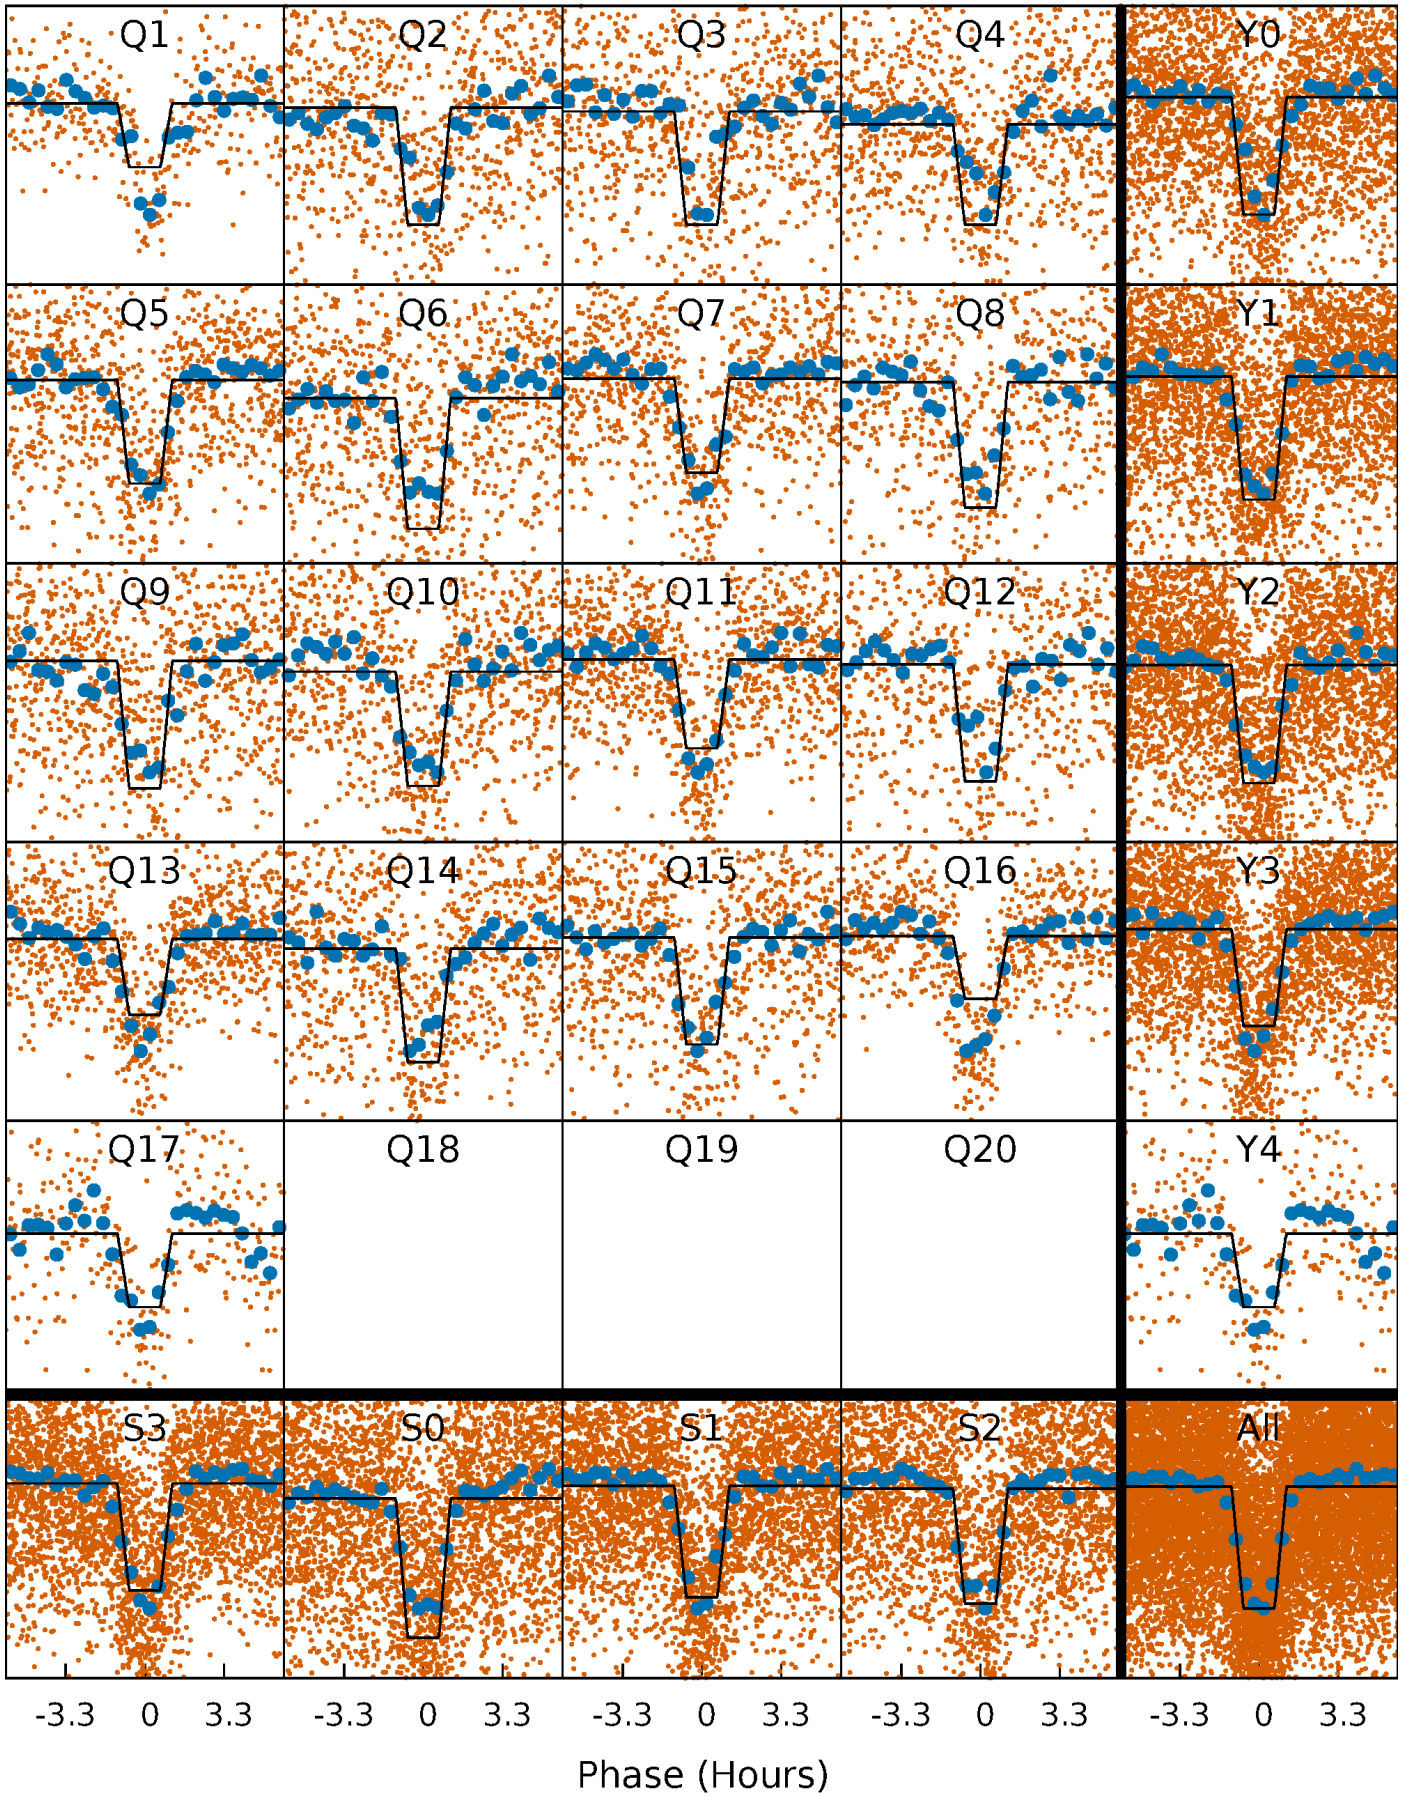 Q1 Q2 Q3 Q4 Y0
Q5 Q6 Q7 Q8 Y1
Q9 Q10 Q11 Q12 Y2
Q13 Q14 Q15 Q16 Y3
Q17 Q18 Q19 Q20 Y4
S3 S0 S1 S2 All
-3.3 0 3.3 -3.3 0 3.3 -3.3 0 3.3 -3.3 0 3.3 -3.3 0 3.3
Phase (Hours)